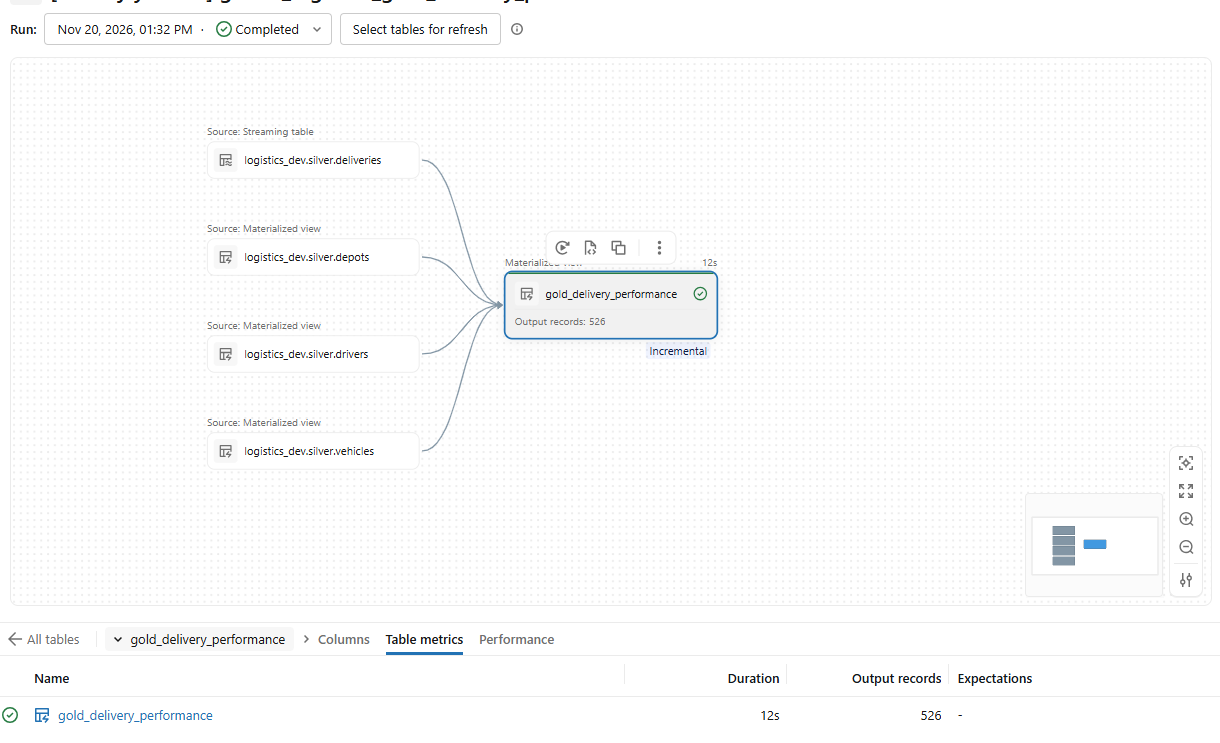 Run: Nov 20, 2026, 01:32 PM · Completed Select tables for refresh
Source: Streaming table
logistics_dev.silver.deliveries
Source: Materialized view
logistics_dev.silver.depots
Materialized view 12s
gold_delivery_performance
Output records: 526
Incremental
Source: Materialized view
logistics_dev.silver.drivers
Source: Materialized view
logistics_dev.silver.vehicles
All tables gold_delivery_performance Columns Table metrics Performance
Name Duration Output records Expectations
gold_delivery_performance 12s 526 -